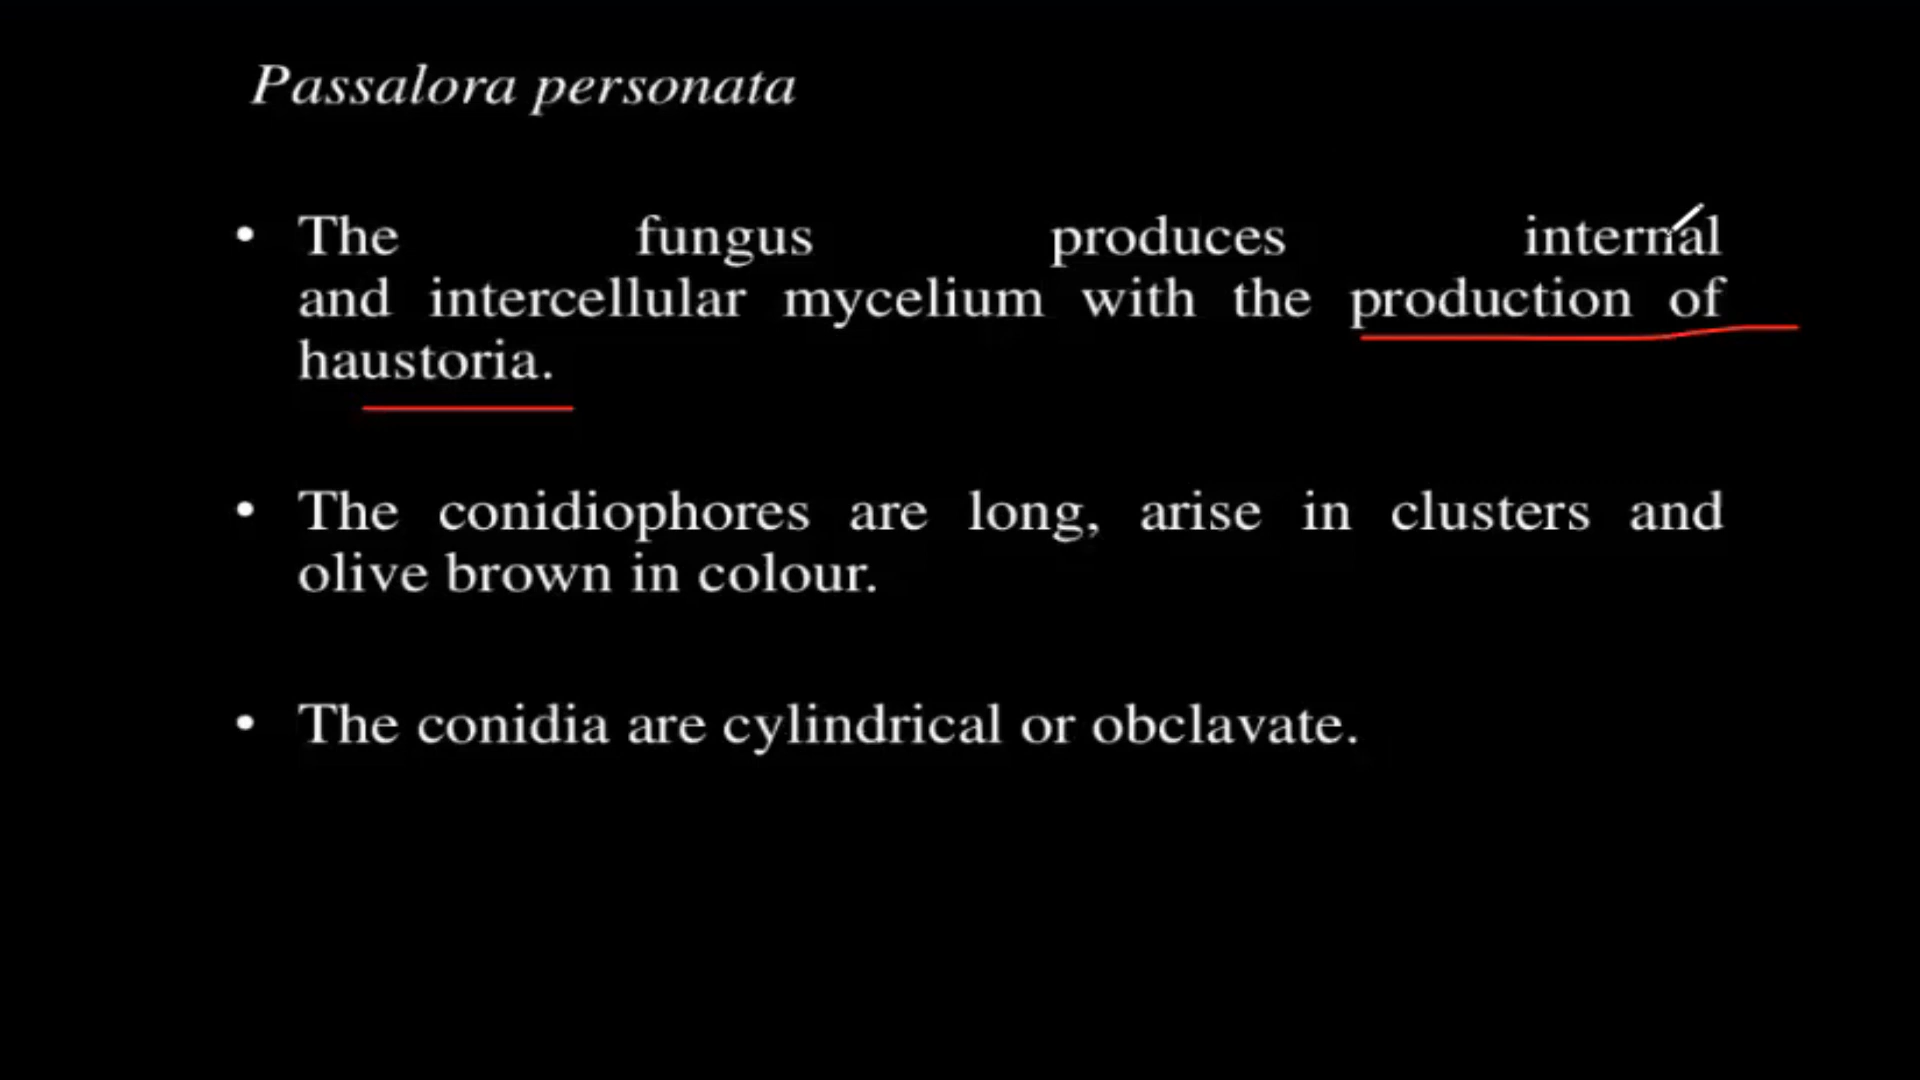 Passalora personata
• The fungus produces internal
and intercellular mycelium with the production of
haustoria.
• The conidiophores are long, arise in clusters and
olive brown in colour.
• The conidia are cylindrical or obclavate.